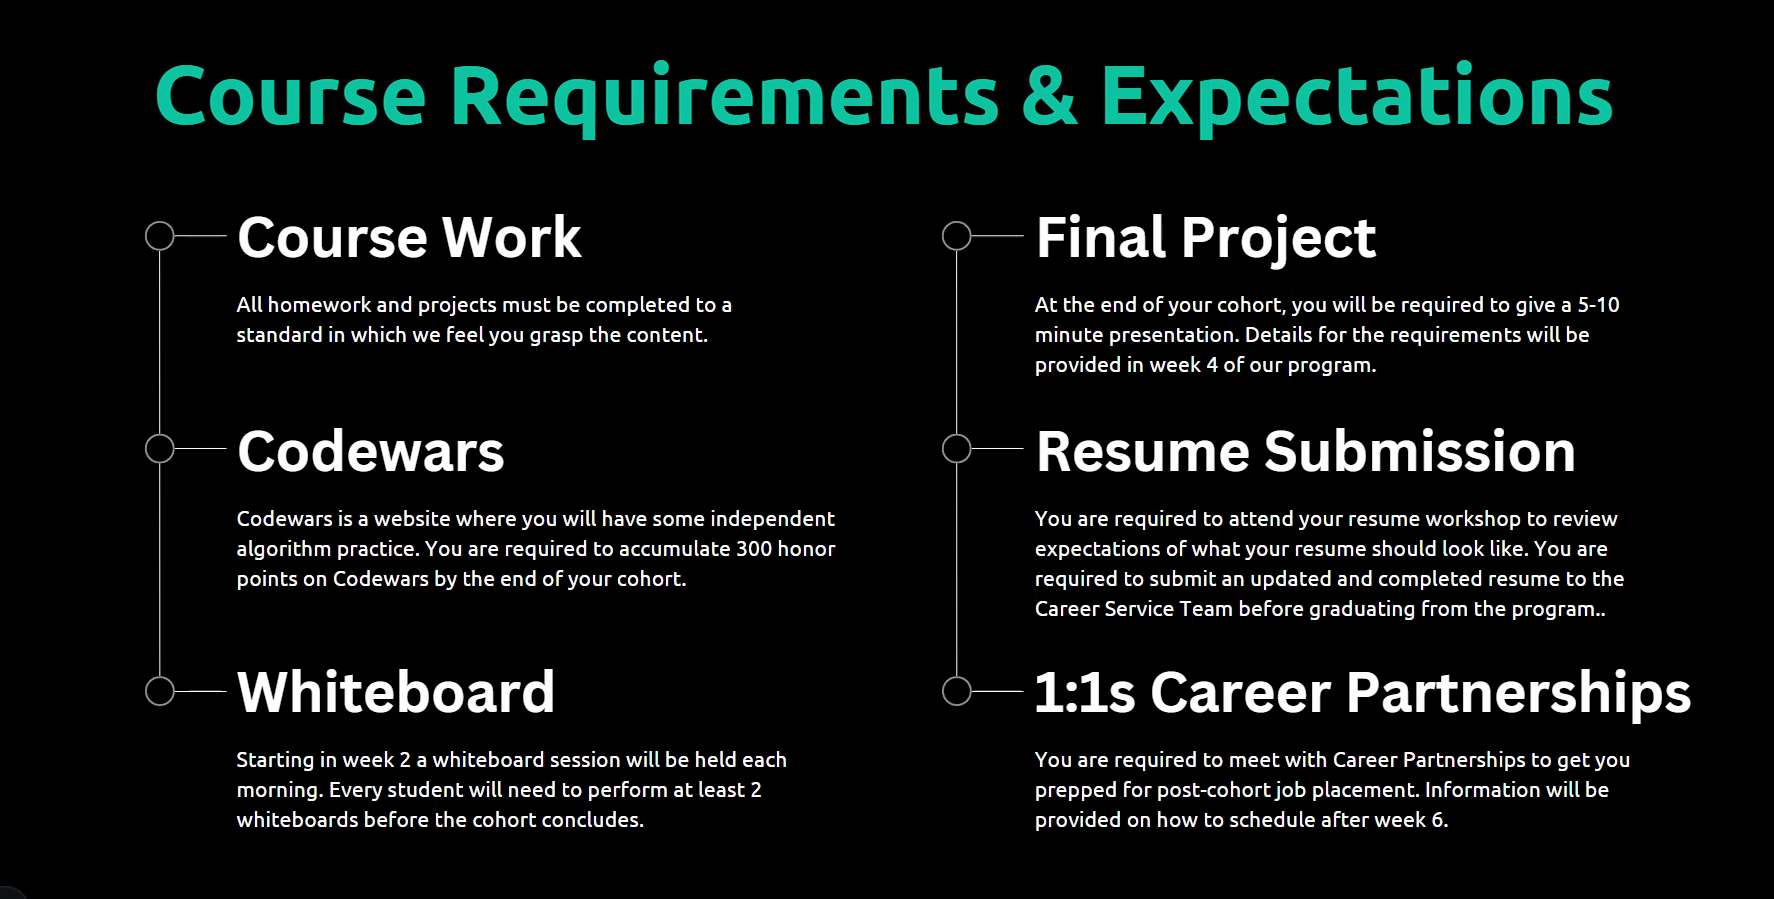 Course Requirements & Expectations
Course Work
All homework and projects must be completed to a
standard in which we feel you grasp the content.
Codewars
Codewars is a website where you will have some independent
algorithm practice. You are required to accumulate 300 honor
points on Codewars by the end of your cohort.
Whiteboard
Starting in week 2 a whiteboard session will be held each
morning. Every student will need to perform at least 2
whiteboards before the cohort concludes.
Final Project
At the end of your cohort, you will be required to give a 5-10
minute presentation. Details for the requirements will be
provided in week 4 of our program.
Resume Submission
You are required to attend your resume workshop to review
expectations of what your resume should look like. You are
required to submit an updated and completed resume to the
Career Service Team before graduating from the program..
1:1s Career Partnerships
You are required to meet with Career Partnerships to get you
prepped for post-cohort job placement. Information will be
provided on how to schedule after week 6.